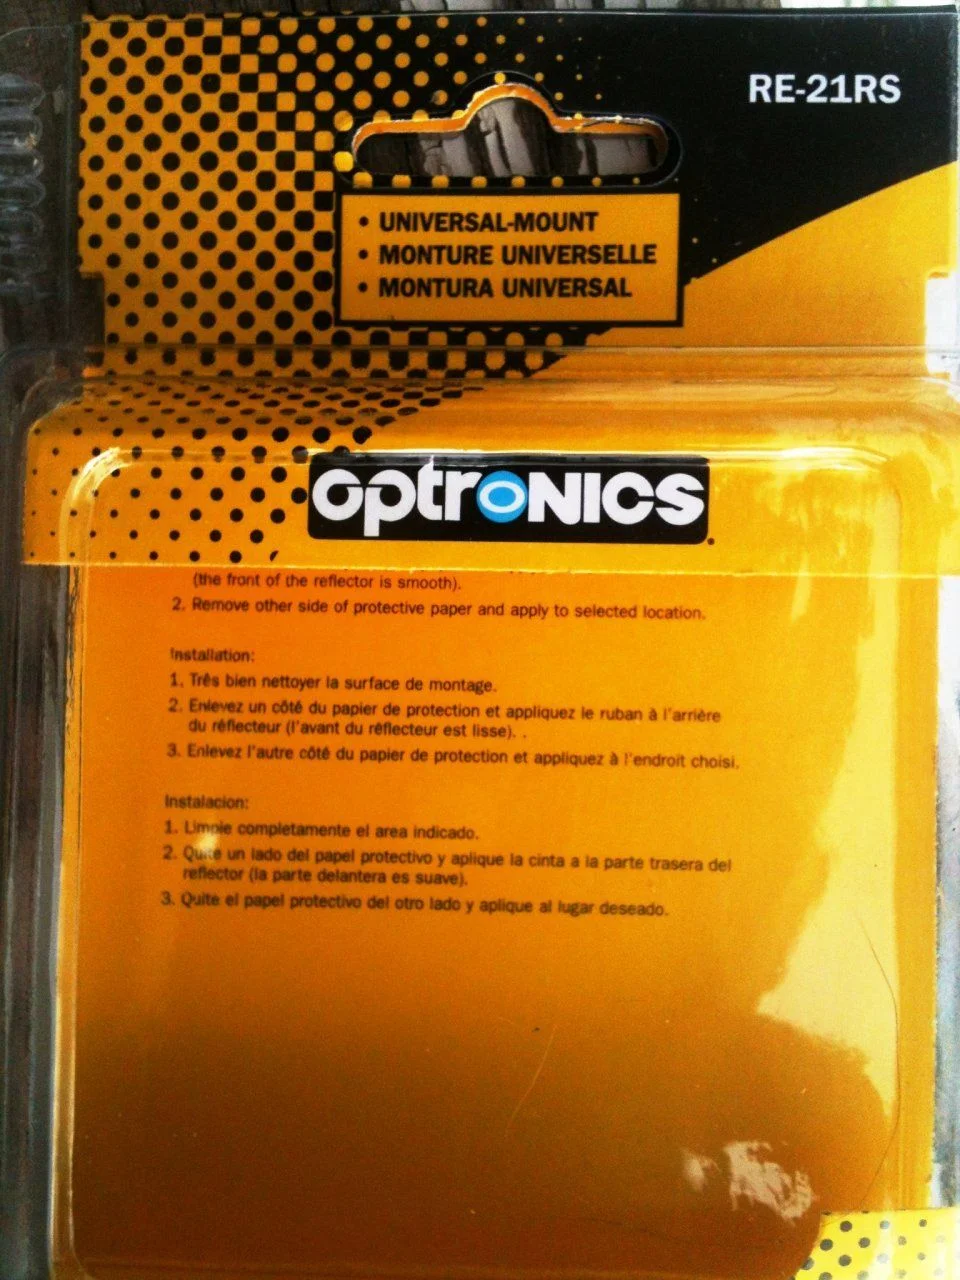 RE-21RS
• UNIVERSAL-MOUNT
• MONTURE UNIVERSELLE
• MONTURA UNIVERSAL
optronics
(the front of the reflector is smooth).
2. Remove other side of protective paper and apply to selected location.
Installation:
1. Três bien nettoyer la surface de montage.
2. Enlevez un côté du papier de protection et appliquez le ruban à l'arrière
du réflecteur (l'avant du réflecteur est lisse). .
3. Enlevez l'autre côté du papier de protection et appliquez à l'endroit choisi.
Instalacion:
1. Limpie completamente el area indicado.
2. Quite un lado del papel protectivo y aplique la cinta a la parte trasera del
reflector (la parte delantera es suave).
3. Quite el papel protectivo del otro lado y aplique al lugar deseado.